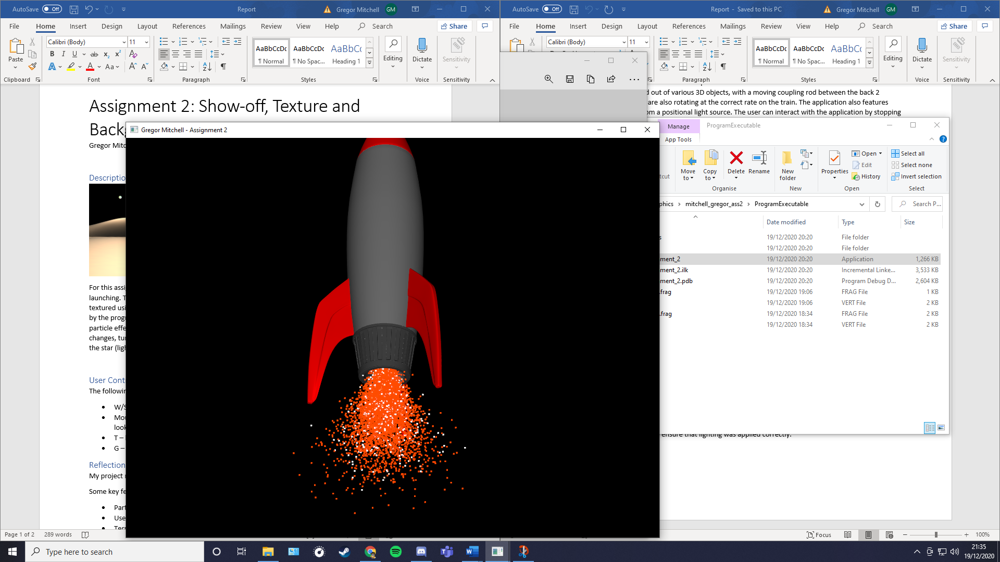 AutoSave Off Report Gregor Mitchell GM
File Home Insert Design Layout References Mailings Review View Help Search Share
Paste
Calibri (Body) 11
AaBbCcDc AaBbCcDc AaBbCc
¶ Normal ¶ No Spac... Heading 1
Editing Dictate Sensitivity
Clipboard Font Paragraph Styles Voice Sensitivity
Assignment 2: Show-off, Texture and
Gregor
Descriptio
For this assi
launching. T
textured usi
by the prog
particle effe
changes, tu
the star (lig
User Cont
The followin
W/S
Mou
look
T –
G –
Reflection
My project
Some key fe
Part
Use
Page 1 of 2 289 words
AutoSave Off Report - Saved to this PC Gregor Mitchell GM
File Home Insert Design Layout References Mailings Review View Help Search Share
Calibri (Body) 11
AaBbCcDc AaBbCcDc AaBbCc
¶ Normal ¶ No Spac... Heading 1
Editing Dictate Sensitivity
Paragraph Styles Voice Sensitivity
d out of various 3D objects, with a moving coupling rod between the back 2
are also rotating at the correct rate on the train. The application also features
om a positional light source. The user can interact with the application by stopping
Gregor Mitchell - Assignment 2
Manage ProgramExecutable
App Tools
Move to Copy to Delete Rename New folder Properties Open Edit History Select all Select none Invert selection
tcut Organise New Open Select
phics > mitchell_gregor_ass2 > ProgramExecutable Search P...
Date modified Type Size
s 19/12/2020 20:20 File folder
19/12/2020 20:20 File folder
ment_2 19/12/2020 20:20 Application 1,266 KB
ment_2.ilk 19/12/2020 20:20 Incremental Linke... 3,533 KB
ment_2.pdb 19/12/2020 20:20 Program Debug D... 2,604 KB
.frag 19/12/2020 19:06 FRAG File 1 KB
19/12/2020 19:06 VERT File 2 KB
.frag 19/12/2020 18:34 FRAG File 2 KB
19/12/2020 18:34 VERT File 2 KB
ensure that lighting was applied correctly.
Focus 100%
Type here to search
21:35
19/12/2020